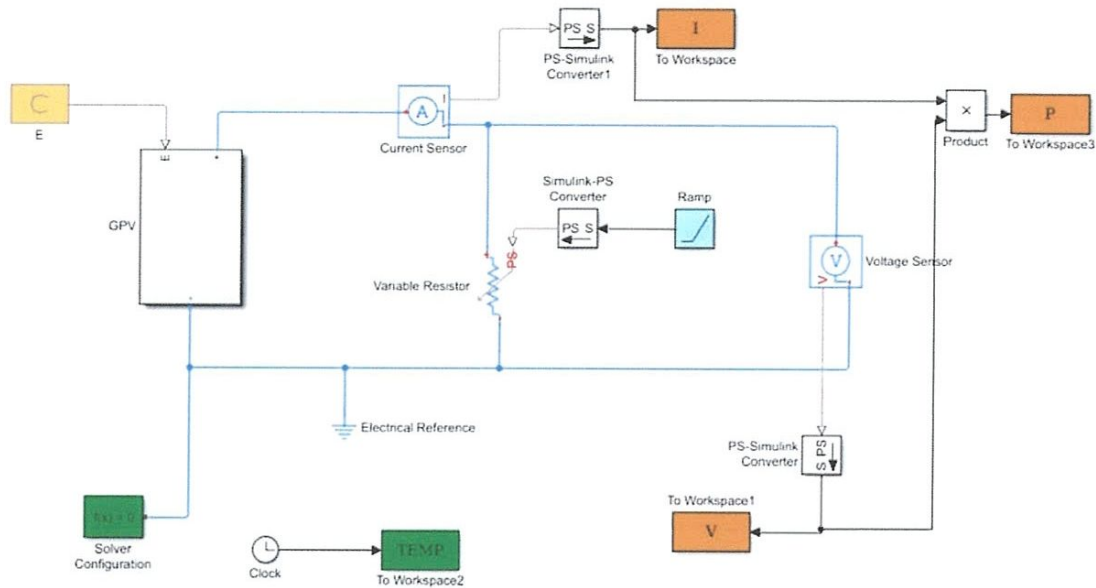 PS S
PS-Simulink
Converter1
I
To Workspace
C
E
I
A
Current Sensor
×
Product
P
To Workspace3
E
+
GPV
-
Simulink-PS
Converter
PS S
Ramp
PS
Variable Resistor
V
V
Voltage Sensor
Electrical Reference
PS-Simulink
Converter
S PS
To Workspace1
V
f(x) = 0
Solver
Configuration
Clock
TEMP
To Workspace2